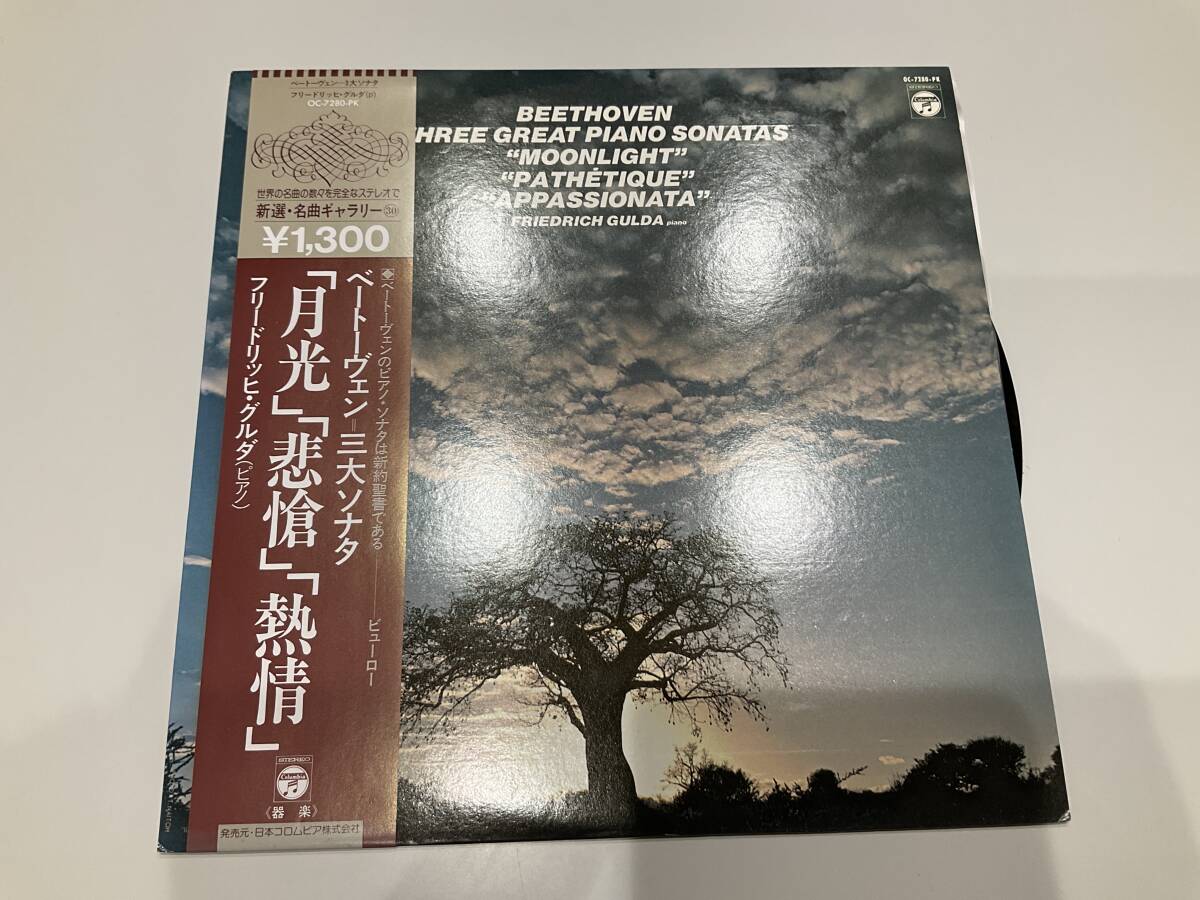 ベートーヴェン=三大ソナタ
フリードリッヒ・グルダ(p)
OC-7280-PK
世界の名曲の数々を完全なステレオで
新選・名曲ギャラリー㉚
¥1,300
◆ベートーヴェンのピアノ・ソナタは新約聖書である――ビューロー
ベートーヴェン=三大ソナタ
「月光」「悲愴」「熱情」
フリードリッヒ・グルダ(ピアノ)
STEREO
Columbia
《器楽》
発売元・日本コロムビア株式会社
OC-7280-PK
Columbia
BEETHOVEN
HREE GREAT PIANO SONATAS
“MOONLIGHT”
“PATHÉTIQUE”
“APPASSIONATA”
FRIEDRICH GULDA piano